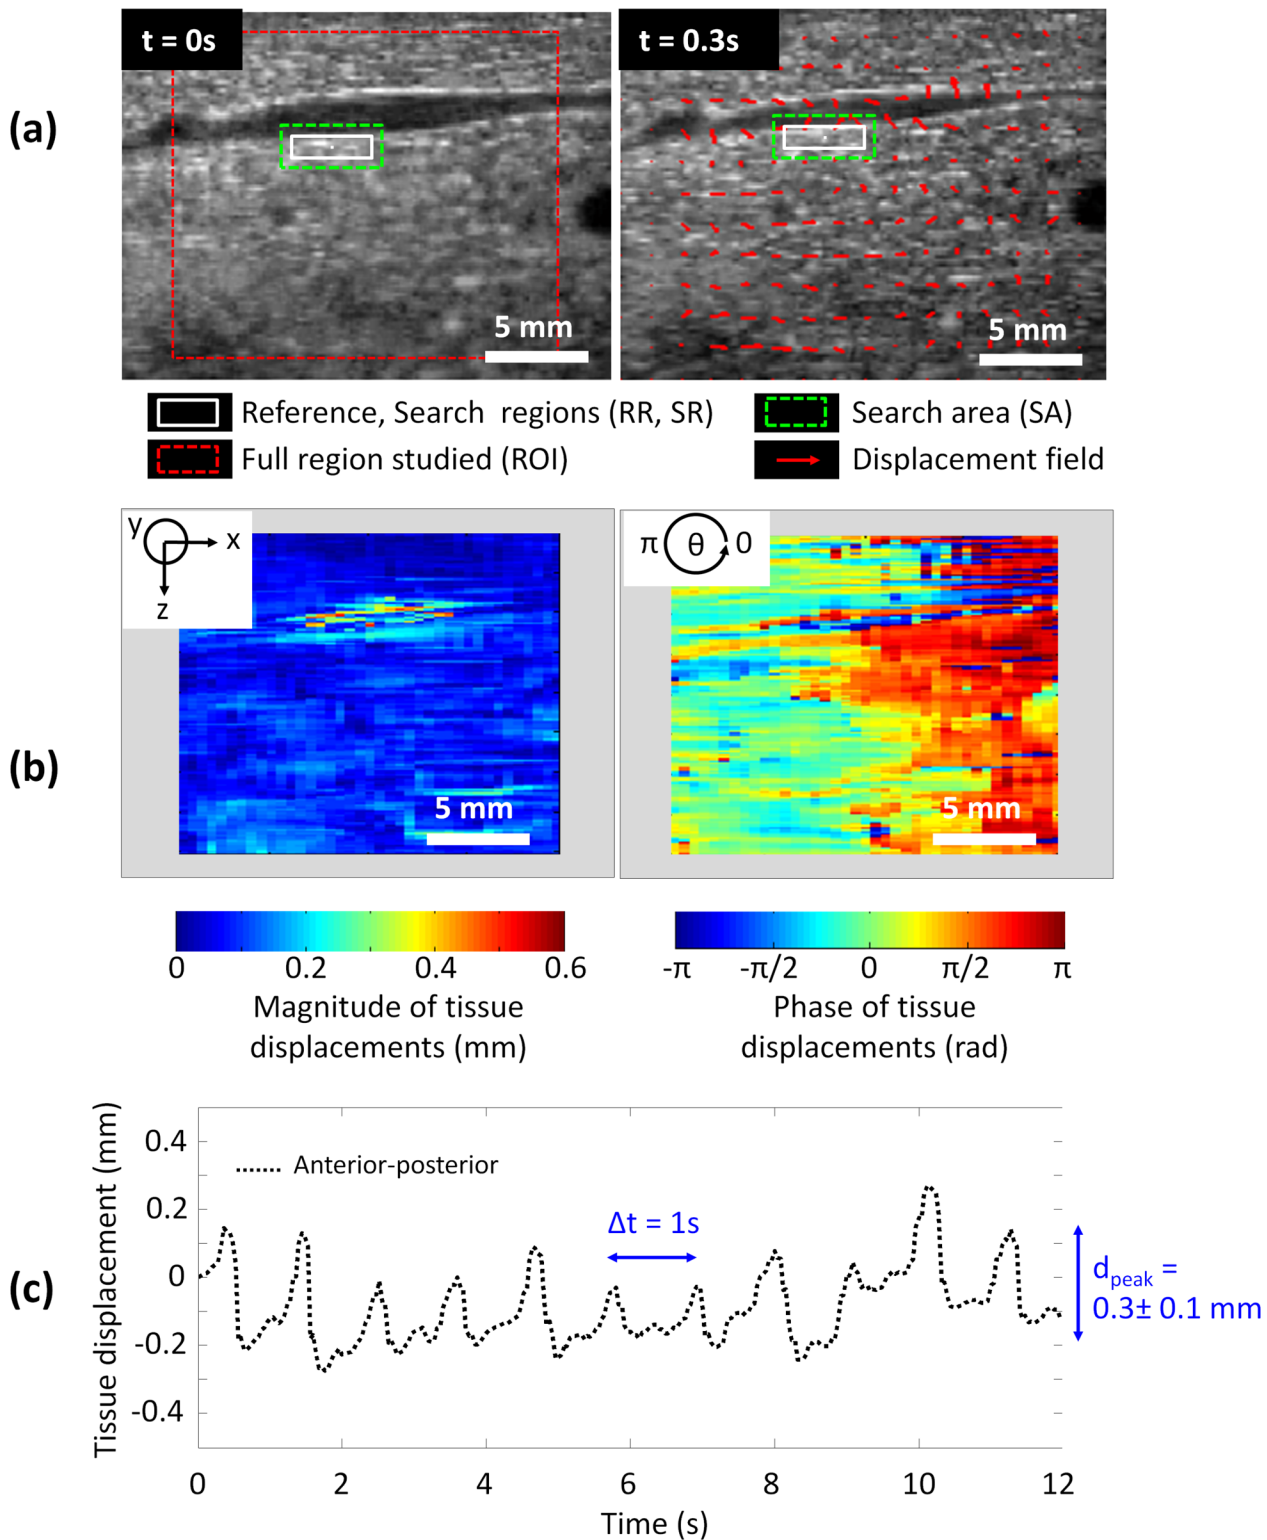 (a)
t = 0s
t = 0.3s
5 mm
5 mm
Reference, Search regions (RR, SR)
Search area (SA)
Full region studied (ROI)
Displacement field
(b)
y
x
z
π
θ
0
5 mm
5 mm
0
0.2
0.4
0.6
-π
-π/2
0
π/2
π
Magnitude of tissue
displacements (mm)
Phase of tissue
displacements (rad)
(c)
Tissue displacement (mm)
0.4
0.2
0
-0.2
-0.4
Anterior-posterior
Δt = 1s
dpeak =
0.3± 0.1 mm
0
2
4
6
8
10
12
Time (s)